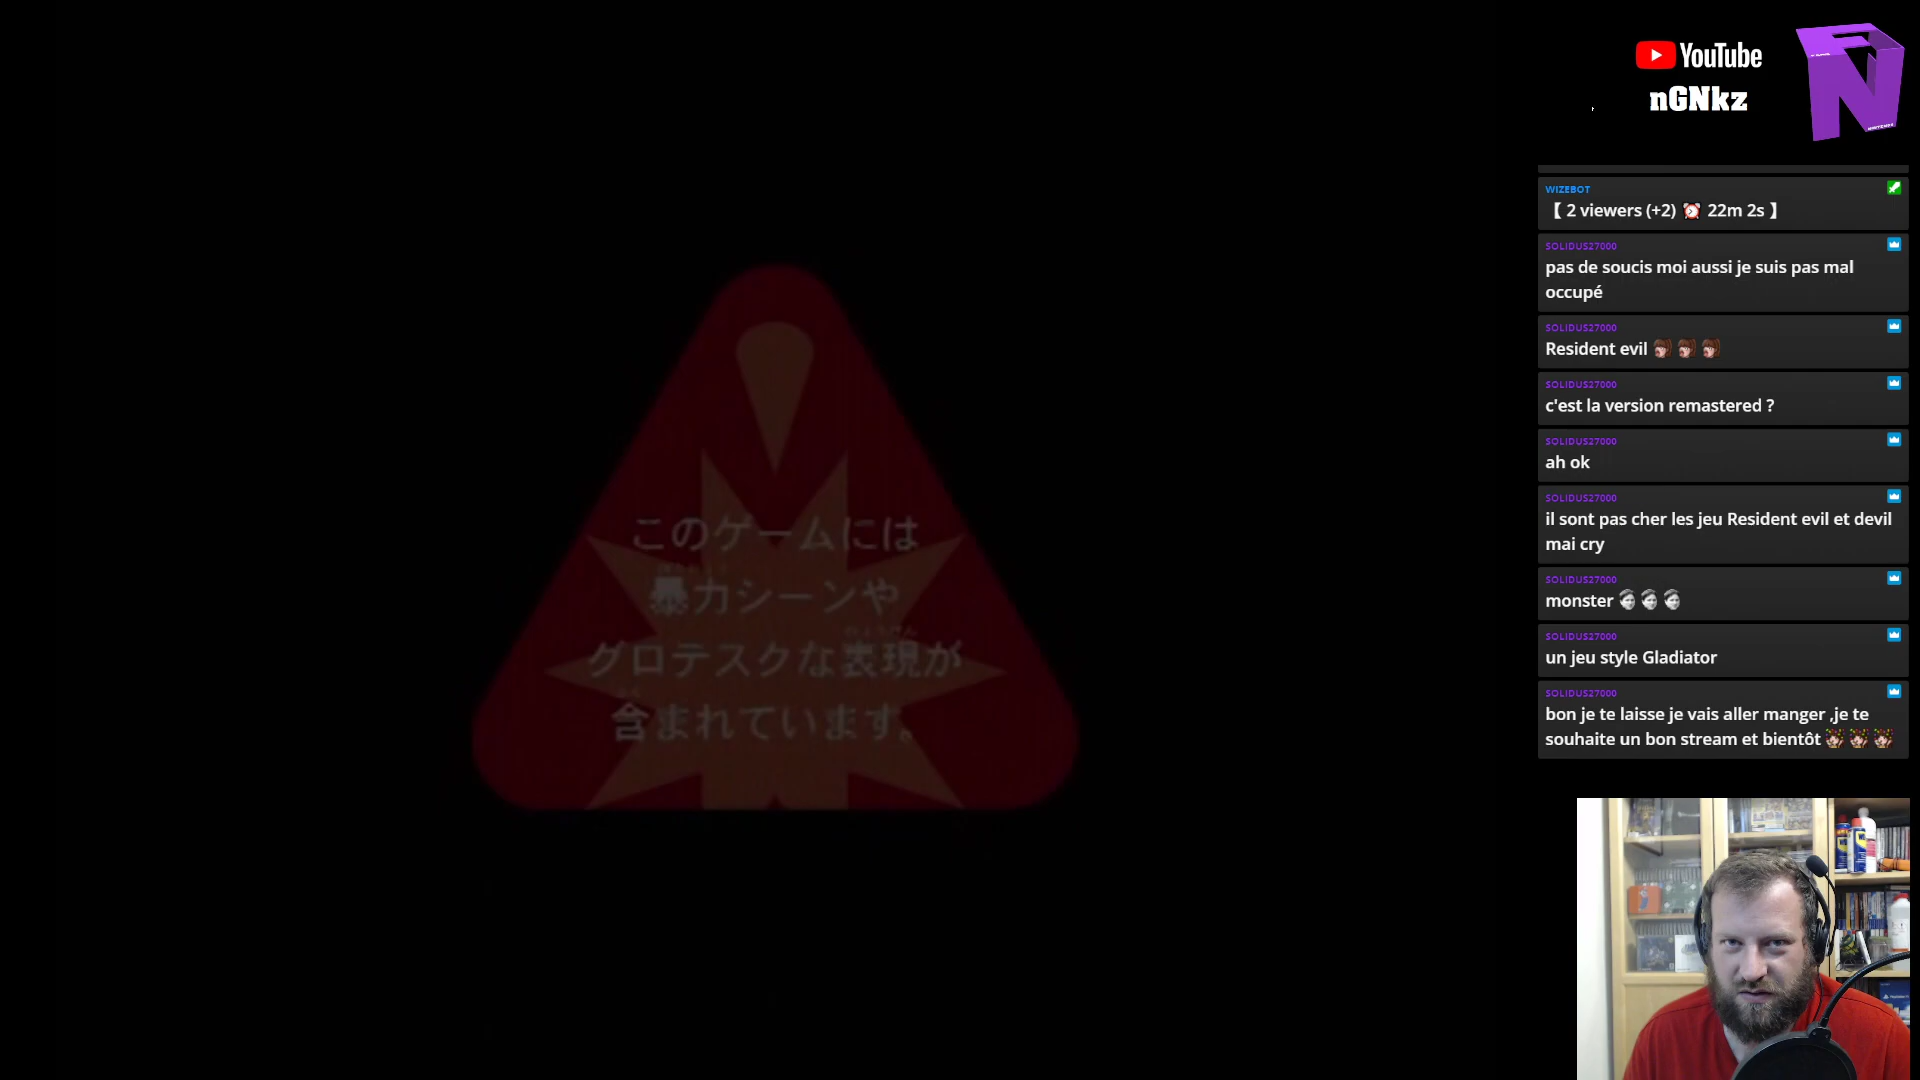 YouTube
nGNkz
このゲームには
暴力シーンや
グロテスクな表現が
含まれています。
WIZEBOT
【 2 viewers (+2) ⏰ 22m 2s 】
SOLIDUS27000
pas de soucis moi aussi je suis pas mal
occupé
SOLIDUS27000
Resident evil
SOLIDUS27000
c'est la version remastered ?
SOLIDUS27000
ah ok
SOLIDUS27000
il sont pas cher les jeu Resident evil et devil
mai cry
SOLIDUS27000
monster
SOLIDUS27000
un jeu style Gladiator
SOLIDUS27000
bon je te laisse je vais aller manger ,je te
souhaite un bon stream et bientôt